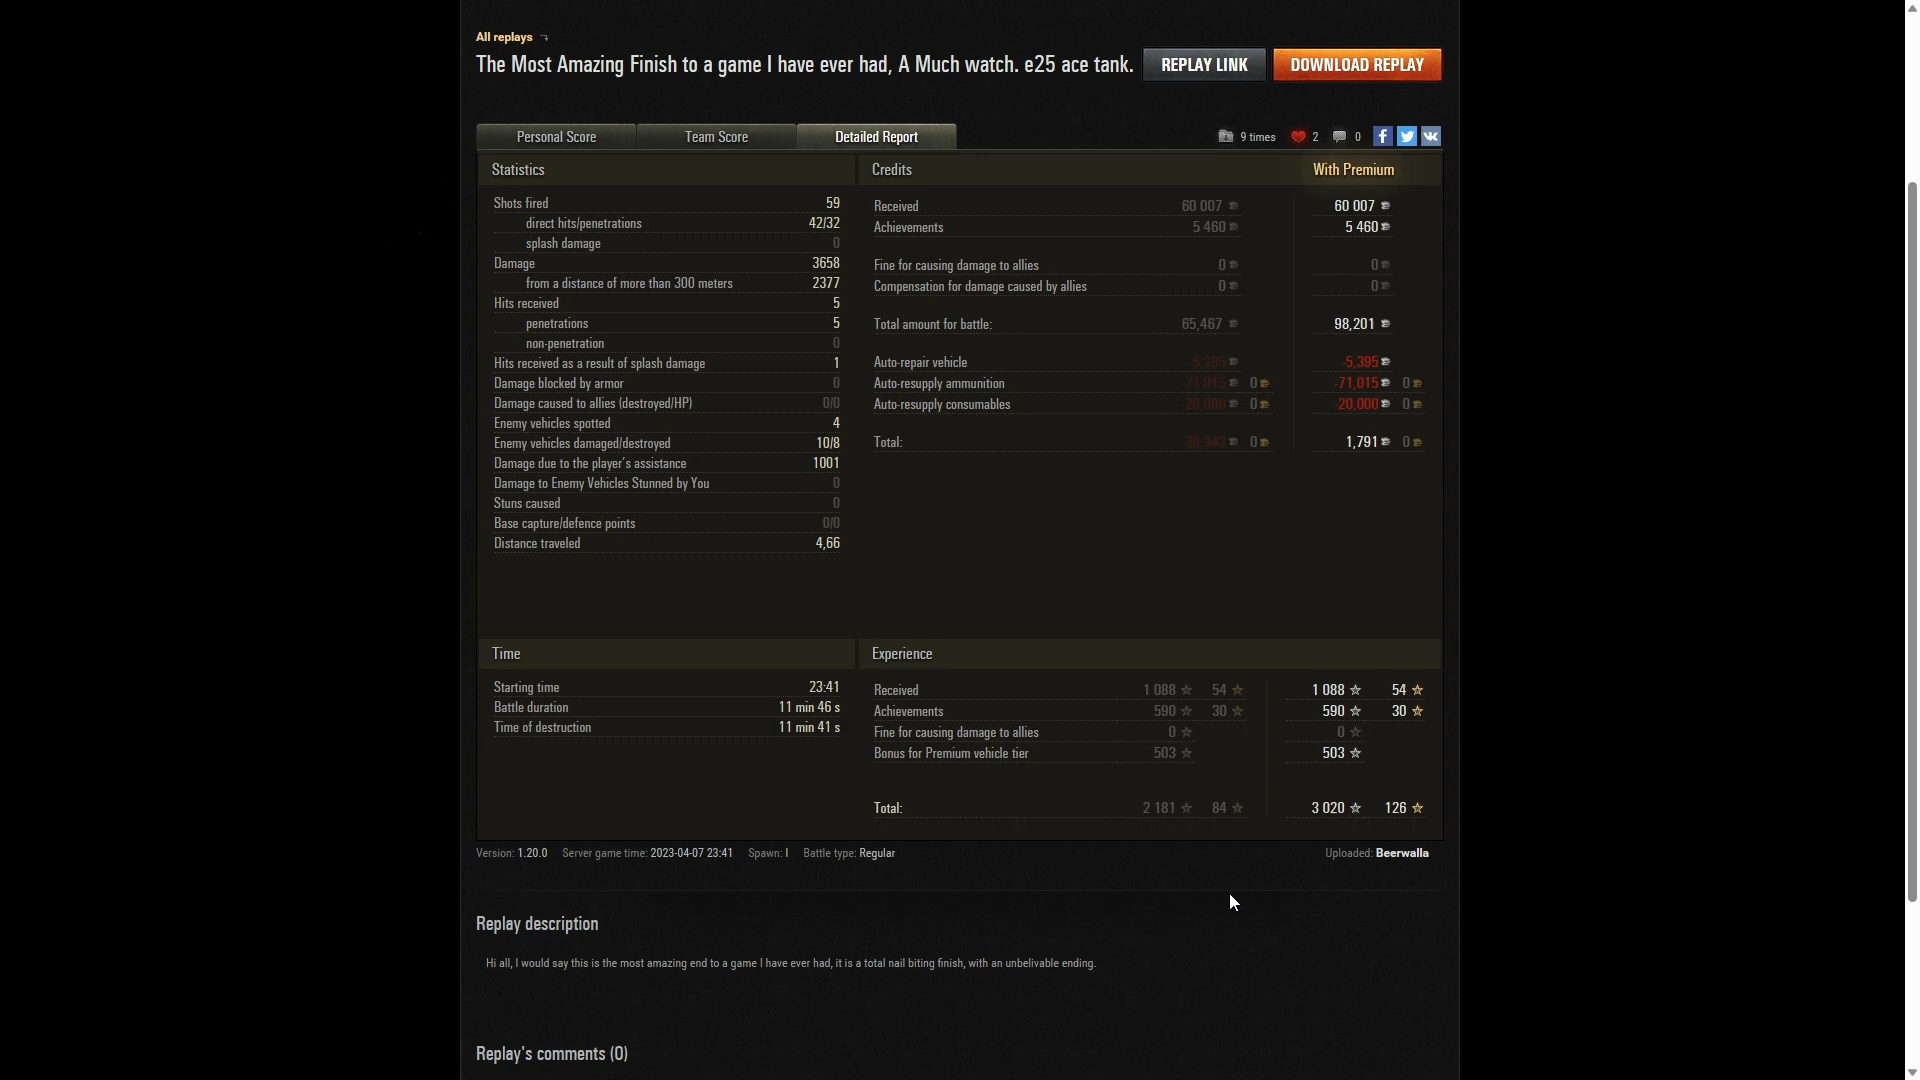 All replays
The Most Amazing Finish to a game I have ever had, A Much watch. e25 ace tank.
REPLAY LINK
DOWNLOAD REPLAY
Personal Score
Team Score
Detailed Report
9 times
2
0
Statistics
Shots fired 59
direct hits/penetrations 42/32
splash damage 0
Damage 3658
from a distance of more than 300 meters 2377
Hits received 5
penetrations 5
non-penetration 0
Hits received as a result of splash damage 1
Damage blocked by armor 0
Damage caused to allies (destroyed/HP) 0/0
Enemy vehicles spotted 4
Enemy vehicles damaged/destroyed 10/8
Damage due to the player's assistance 1001
Damage to Enemy Vehicles Stunned by You 0
Stuns caused 0
Base capture/defence points 0/0
Distance traveled 4,66
Credits With Premium
Received 60 007 60 007
Achievements 5 460 5 460
Fine for causing damage to allies 0 0
Compensation for damage caused by allies 0 0
Total amount for battle: 65,467 98,201
Auto-repair vehicle -5,395 -5,395
Auto-resupply ammunition -71,015 0 -71,015 0
Auto-resupply consumables -20,000 0 -20,000 0
Total: -30,943 0 1,791 0
Time
Starting time 23:41
Battle duration 11 min 46 s
Time of destruction 11 min 41 s
Experience
Received 1 088 54 1 088 54
Achievements 590 30 590 30
Fine for causing damage to allies 0 0
Bonus for Premium vehicle tier 503 503
Total: 2 181 84 3 020 126
Version: 1.20.0 Server game time: 2023-04-07 23:41 Spawn: I Battle type: Regular Uploaded: Beerwalla
Replay description
Hi all, I would say this is the most amazing end to a game I have ever had, it is a total nail biting finish, with an unbelivable ending.
Replay's comments (0)